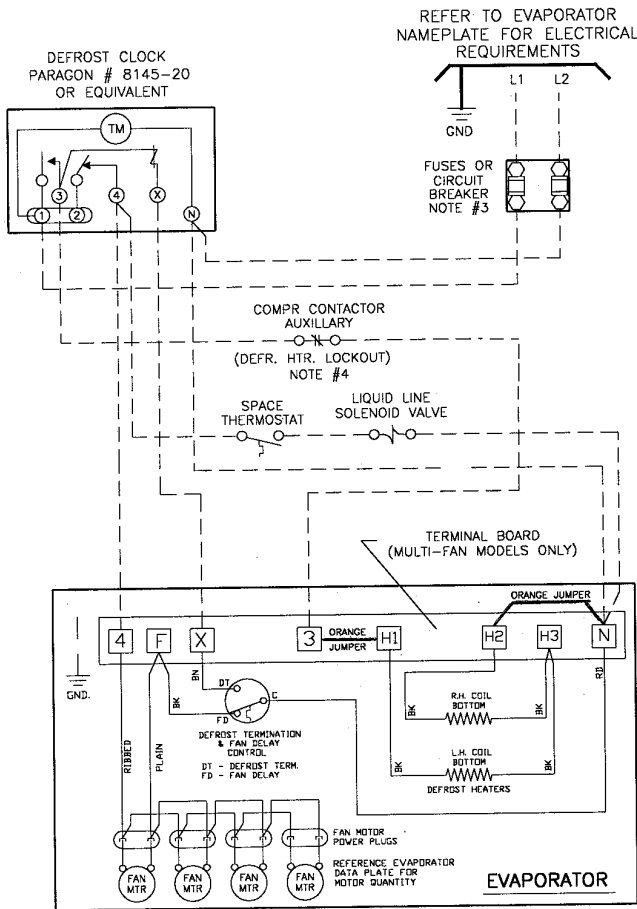 REFER TO EVAPORATOR
NAMEPLATE FOR ELECTRICAL
REQUIREMENTS
L1 L2
GND
DEFROST CLOCK
PARAGON # 8145-20
OR EQUIVALENT
TM
1 3 2 4 X N
FUSES OR
CIRCUIT
BREAKER
NOTE #3
COMPR CONTACTOR
AUXILLARY
(DEFR. HTR. LOCKOUT)
NOTE #4
SPACE
THERMOSTAT
LIQUID LINE
SOLENOID VALVE
TERMINAL BOARD
(MULTI-FAN MODELS ONLY)
ORANGE JUMPER
4 F X 3 H1 H2 H3 N
ORANGE
JUMPER
GND.
BN
DT
C
BK
FD
RD
DEFROST TERMINATION
& FAN DELAY
CONTROL
DT - DEFROST TERM.
FD - FAN DELAY
RIBBED
PLAIN
R.H. COIL
BOTTOM
BK BK
L.H. COIL
BOTTOM
BK BK
DEFROST HEATERS
FAN MOTOR
POWER PLUGS
REFERENCE EVAPORATOR
DATA PLATE FOR
MOTOR QUANTITY
FAN
MTR
FAN
MTR
FAN
MTR
FAN
MTR
EVAPORATOR